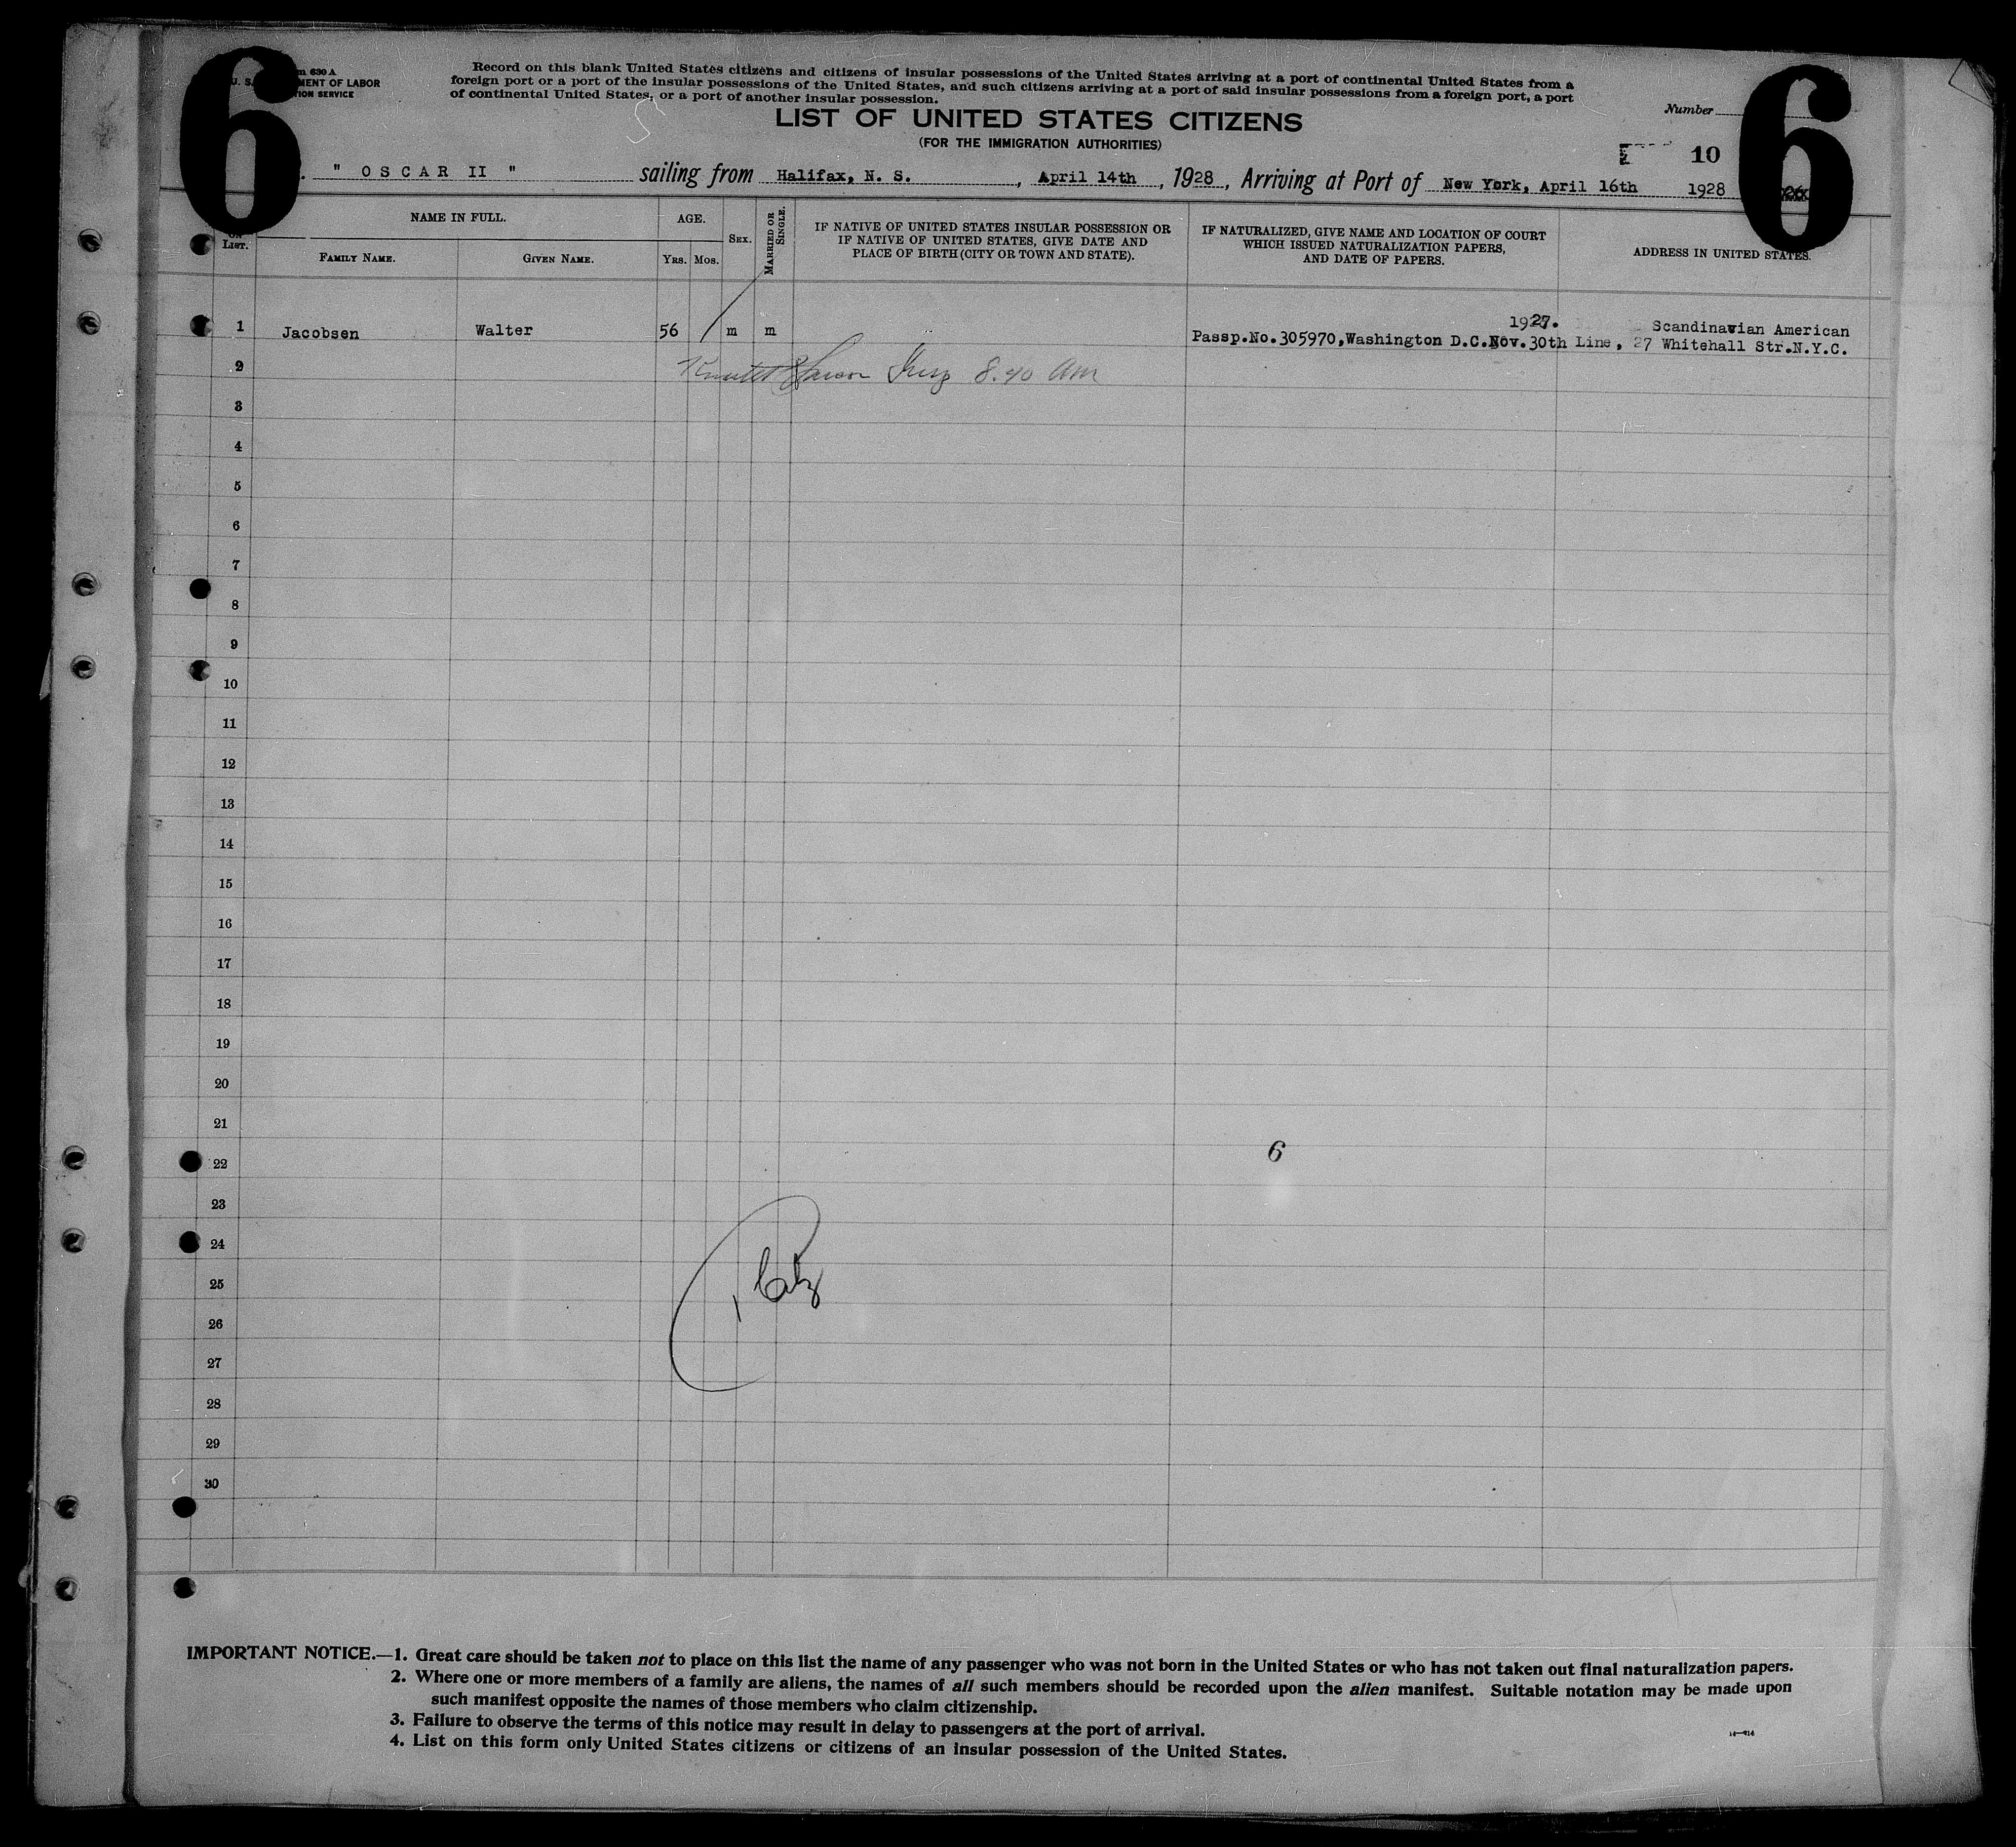 6
6
m 630 A
U. S. MENT OF LABOR
TION SERVICE
Record on this blank United States citizens and citizens of insular possessions of the United States arriving at a port of continental United States from a
foreign port or a port of the insular possessions of the United States, and such citizens arriving at a port of said insular possessions from a foreign port, a port
of continental United States, or a port of another insular possession.
Number
LIST OF UNITED STATES CITIZENS
(FOR THE IMMIGRATION AUTHORITIES)
10
" OSCAR II " sailing from Halifax, N. S. , April 14th , 1928 , Arriving at Port of New York, April 16th 1928
LIST.
NAME IN FULL.
FAMILY NAME.
GIVEN NAME.
AGE.
YRS. MOS.
SEX.
MARRIED OR SINGLE.
IF NATIVE OF UNITED STATES INSULAR POSSESSION OR
IF NATIVE OF UNITED STATES, GIVE DATE AND
PLACE OF BIRTH (CITY OR TOWN AND STATE).
IF NATURALIZED, GIVE NAME AND LOCATION OF COURT
WHICH ISSUED NATURALIZATION PAPERS,
AND DATE OF PAPERS.
ADDRESS IN UNITED STATES.
1927. Scandinavian American
1 Jacobsen Walter 56 m m Passp.No.305970,Washington D.C.Nov.30th Line, 27 Whitehall Str.N.Y.C.
2 8.40 Am
3
4
5
6
7
8
9
10
11
12
13
14
15
16
17
18
19
20
21
6
22
23
24
25
26
27
28
29
30
IMPORTANT NOTICE.—1. Great care should be taken not to place on this list the name of any passenger who was not born in the United States or who has not taken out final naturalization papers.
2. Where one or more members of a family are aliens, the names of all such members should be recorded upon the alien manifest. Suitable notation may be made upon
such manifest opposite the names of those members who claim citizenship.
3. Failure to observe the terms of this notice may result in delay to passengers at the port of arrival.
4. List on this form only United States citizens or citizens of an insular possession of the United States.